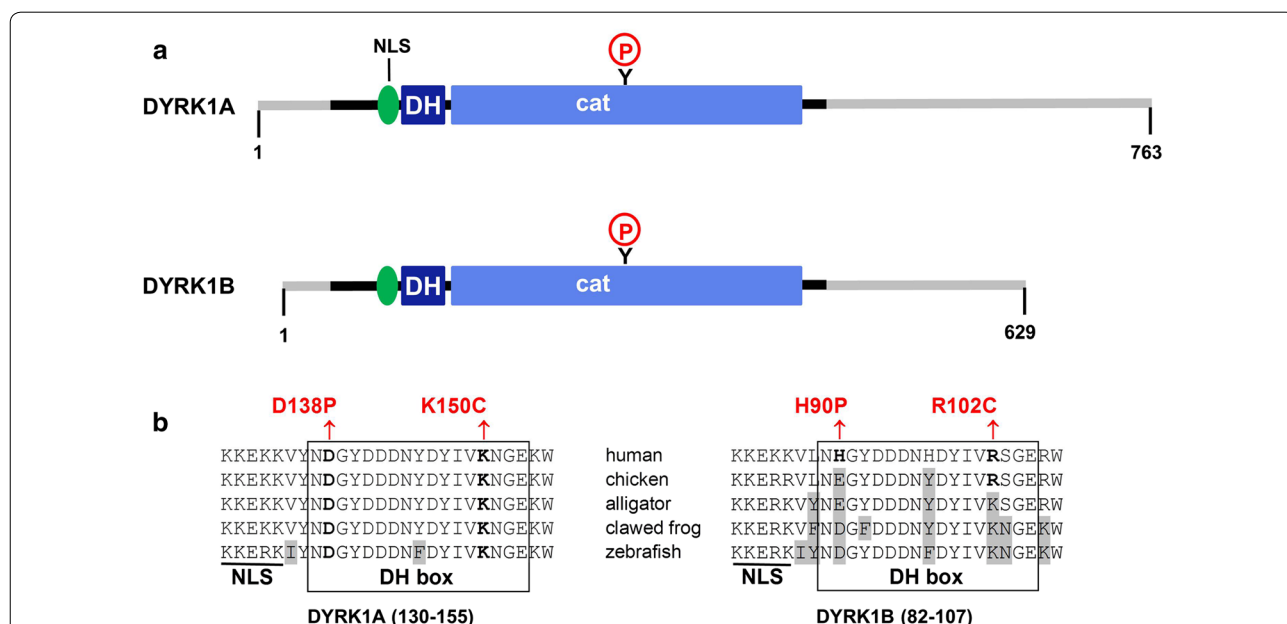 a
NLS
P
Y
DYRK1A
DH
cat
1
763
P
Y
DYRK1B
DH
cat
1
629
b
D138P K150C H90P R102C
KKEKKVYNDGYDDDNYDYIVKNGEKW human KKEKKVLNHGYDDDNHDYIVRSGERW
KKEKKVYNDGYDDDNYDYIVKNGEKW chicken KKERRVLNEGYDDDNYDYIVRSGERW
KKEKKVYNDGYDDDNYDYIVKNGEKW alligator KKERKVYNEGYDDDNYDYIVKSGERW
KKEKKVYNDGYDDDNYDYIVKNGEKW clawed frog KKERKVFNDGFDDDNYDYIVKNGEKW
KKERKIYNDGYDDDNFDYIVKNGEKW zebrafish KKERKIYNDGYDDDNFDYIVKNGEKW
NLS DH box NLS DH box
DYRK1A (130-155) DYRK1B (82-107)